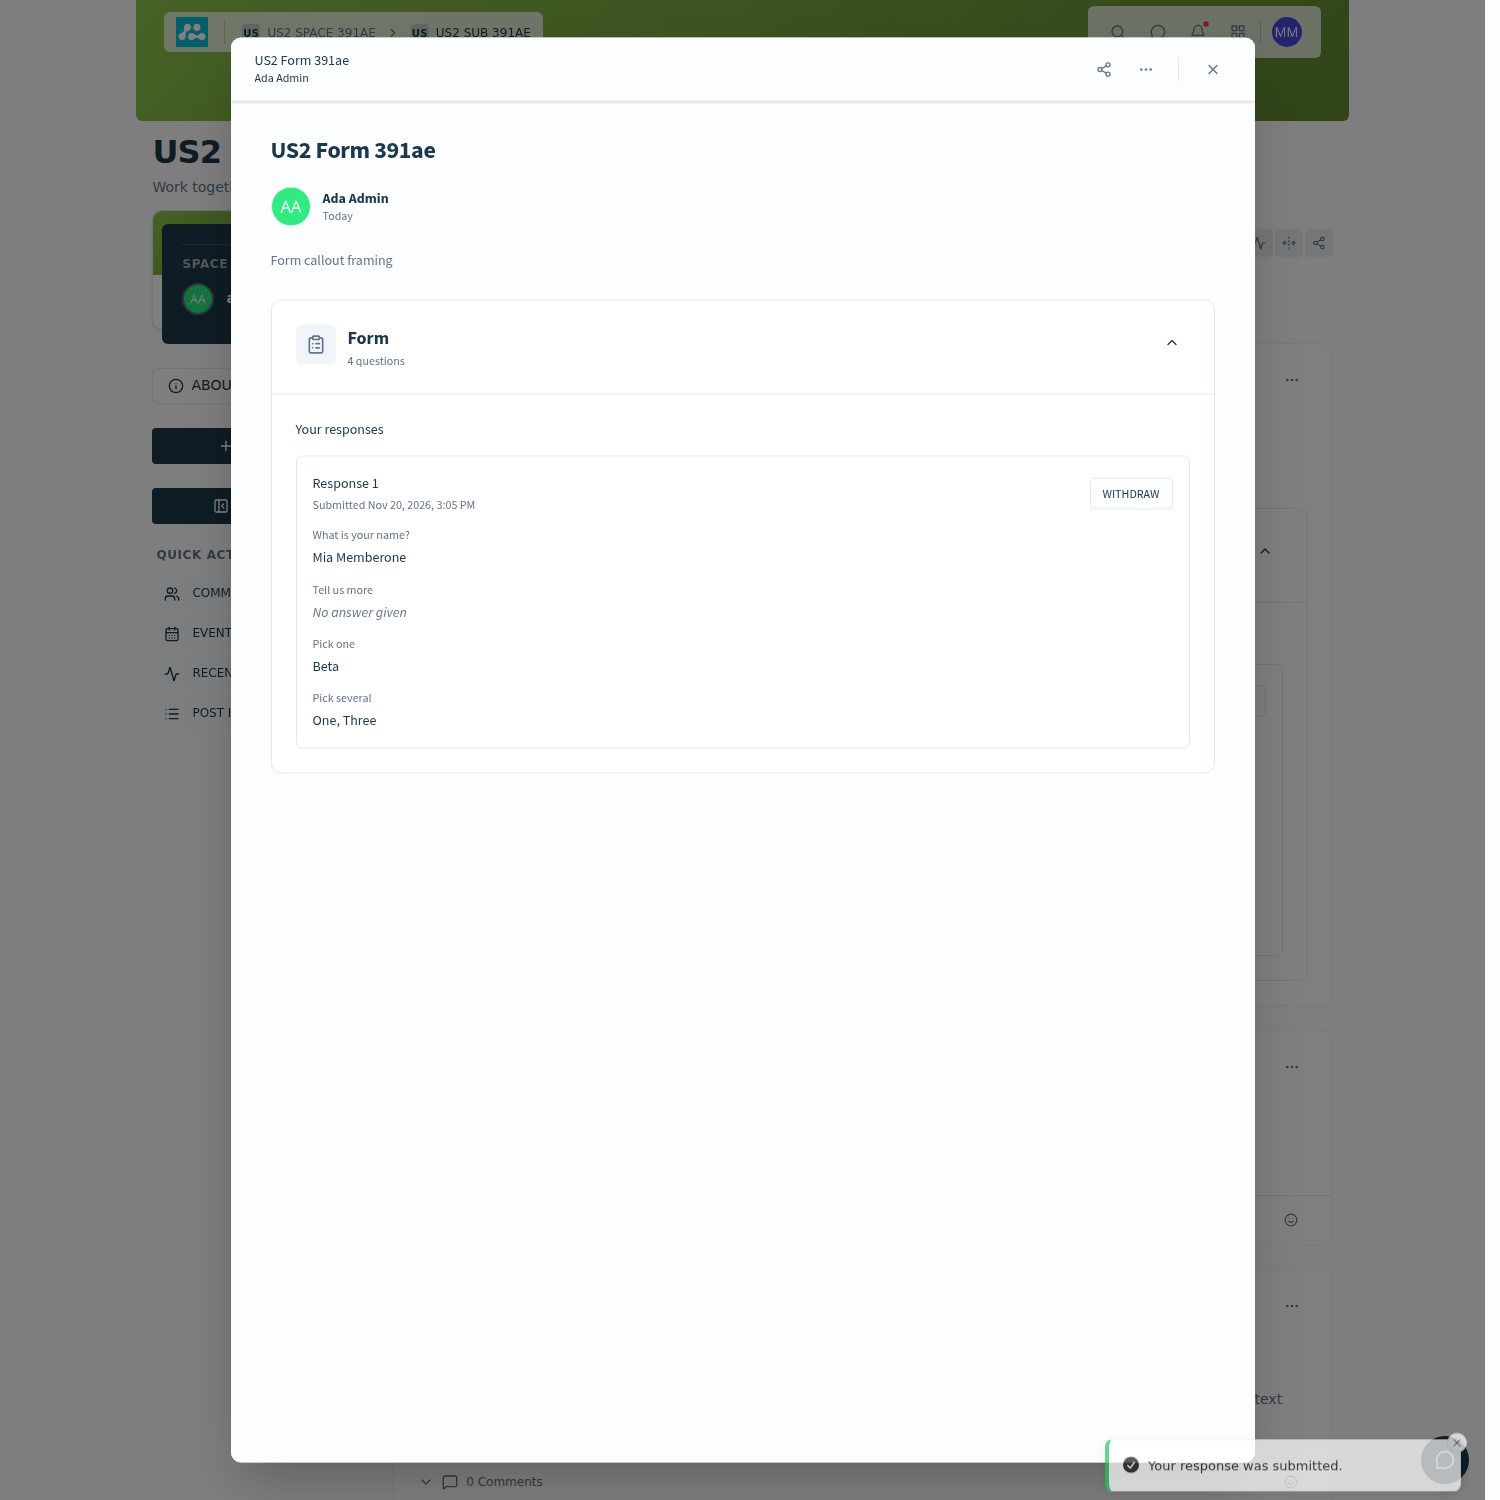 US US2 SPACE 391AE > US US2 SUB 391AE
MM
US2 Form 391ae
Ada Admin
US2
Work toget
SPACE
AA
ABOU
QUICK ACT
COMM
EVENT
RECEN
POST
US2 Form 391ae
AA
Ada Admin
Today
Form callout framing
Form
4 questions
Your responses
Response 1
Submitted Nov 20, 2026, 3:05 PM
WITHDRAW
What is your name?
Mia Memberone
Tell us more
No answer given
Pick one
Beta
Pick several
One, Three
text
0 Comments
Your response was submitted.